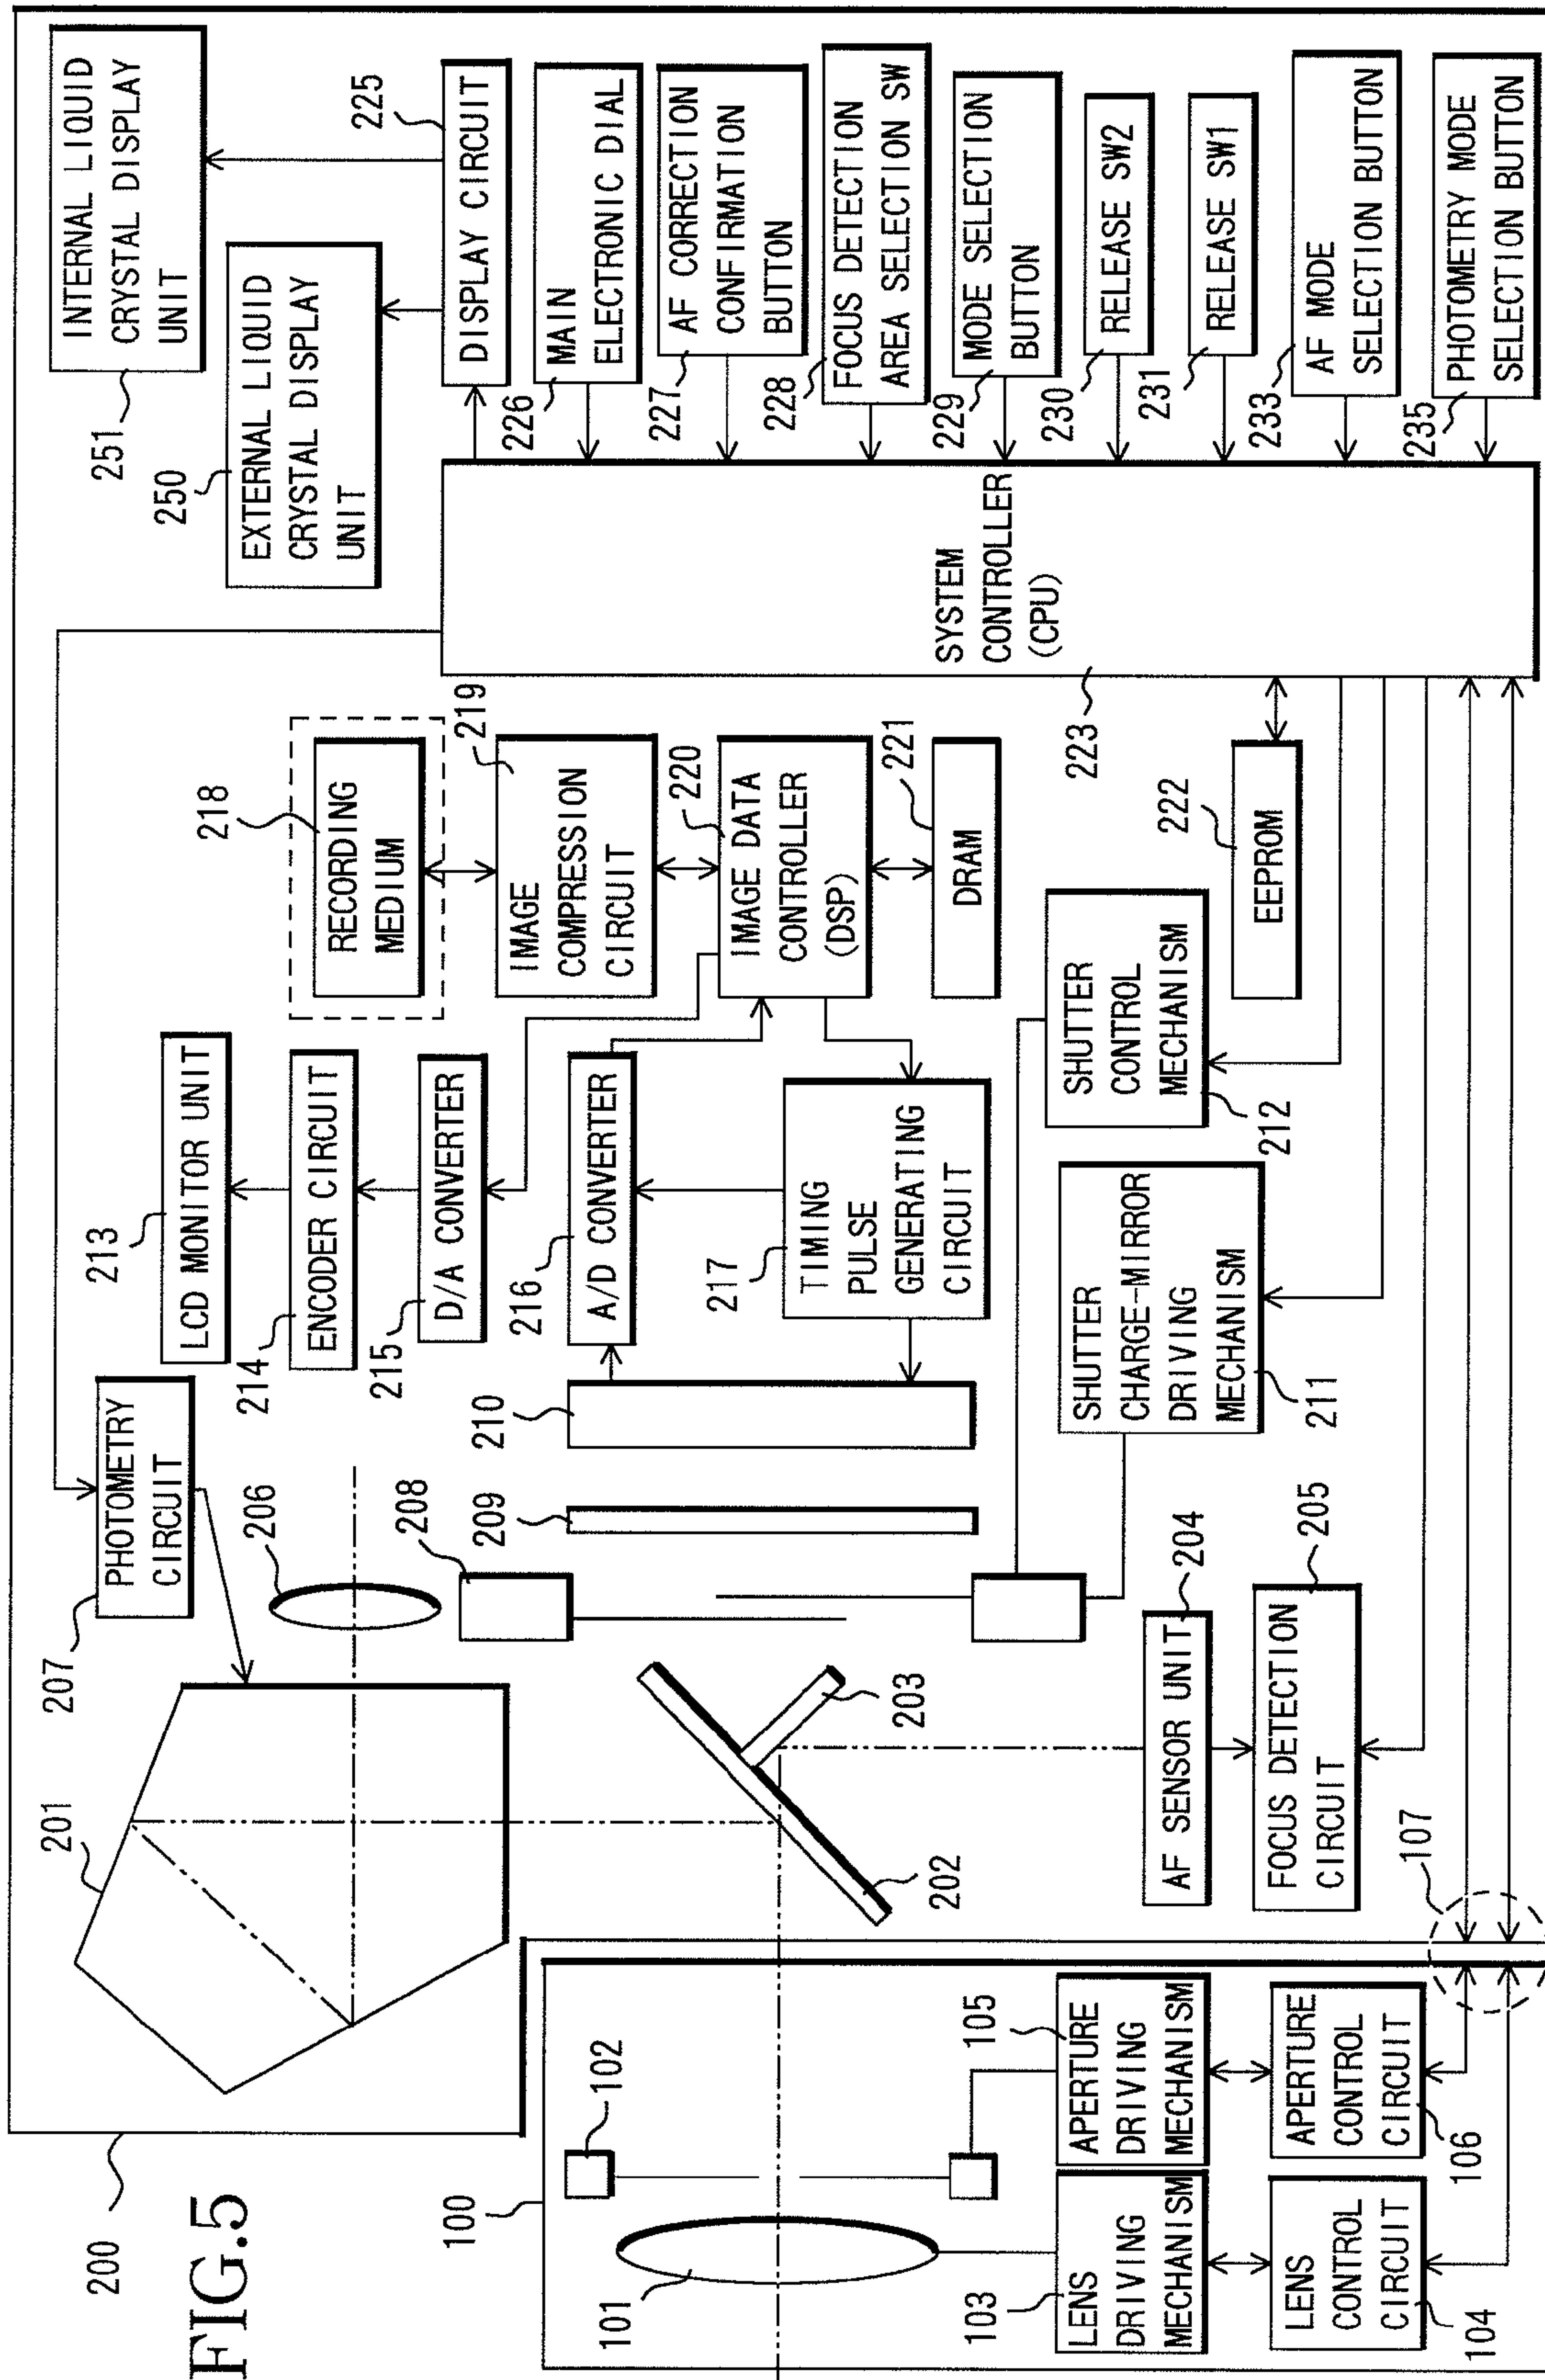 FIG.5
200
201
207
PHOTOMETRY
CIRCUIT
206
208
209
210
213
LCD MONITOR UNIT
214
ENCODER CIRCUIT
215
D/A CONVERTER
216
A/D CONVERTER
217
TIMING
PULSE
GENERATING
CIRCUIT
218
RECORDING
MEDIUM
219
IMAGE
COMPRESSION
CIRCUIT
220
IMAGE DATA
CONTROLLER
(DSP)
221
DRAM
222
EEPROM
223
SYSTEM
CONTROLLER
(CPU)
251
INTERNAL LIQUID
CRYSTAL DISPLAY
UNIT
250
EXTERNAL LIQUID
CRYSTAL DISPLAY
UNIT
225
DISPLAY CIRCUIT
226
MAIN
ELECTRONIC DIAL
227
AF CORRECTION
CONFIRMATION
BUTTON
228
FOCUS DETECTION
AREA SELECTION SW
229
MODE SELECTION
BUTTON
230
RELEASE SW2
231
RELEASE SW1
233
AF MODE
SELECTION BUTTON
235
PHOTOMETRY MODE
SELECTION BUTTON
202
203
204
AF SENSOR UNIT
205
FOCUS DETECTION
CIRCUIT
211
SHUTTER
CHARGE-MIRROR
DRIVING
MECHANISM
212
SHUTTER
CONTROL
MECHANISM
100
101
102
103
LENS
DRIVING
MECHANISM
104
LENS
CONTROL
CIRCUIT
105
APERTURE
DRIVING
MECHANISM
106
APERTURE
CONTROL
CIRCUIT
107